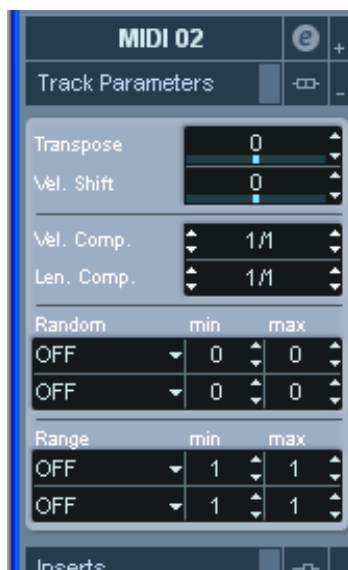 MIDI 02 e +
Track Parameters -
Transpose 0
Vel. Shift 0
Vel. Comp. 1/1
Len. Comp. 1/1
Random min max
OFF 0 0
OFF 0 0
Range min max
OFF 1 1
OFF 1 1
Inserts